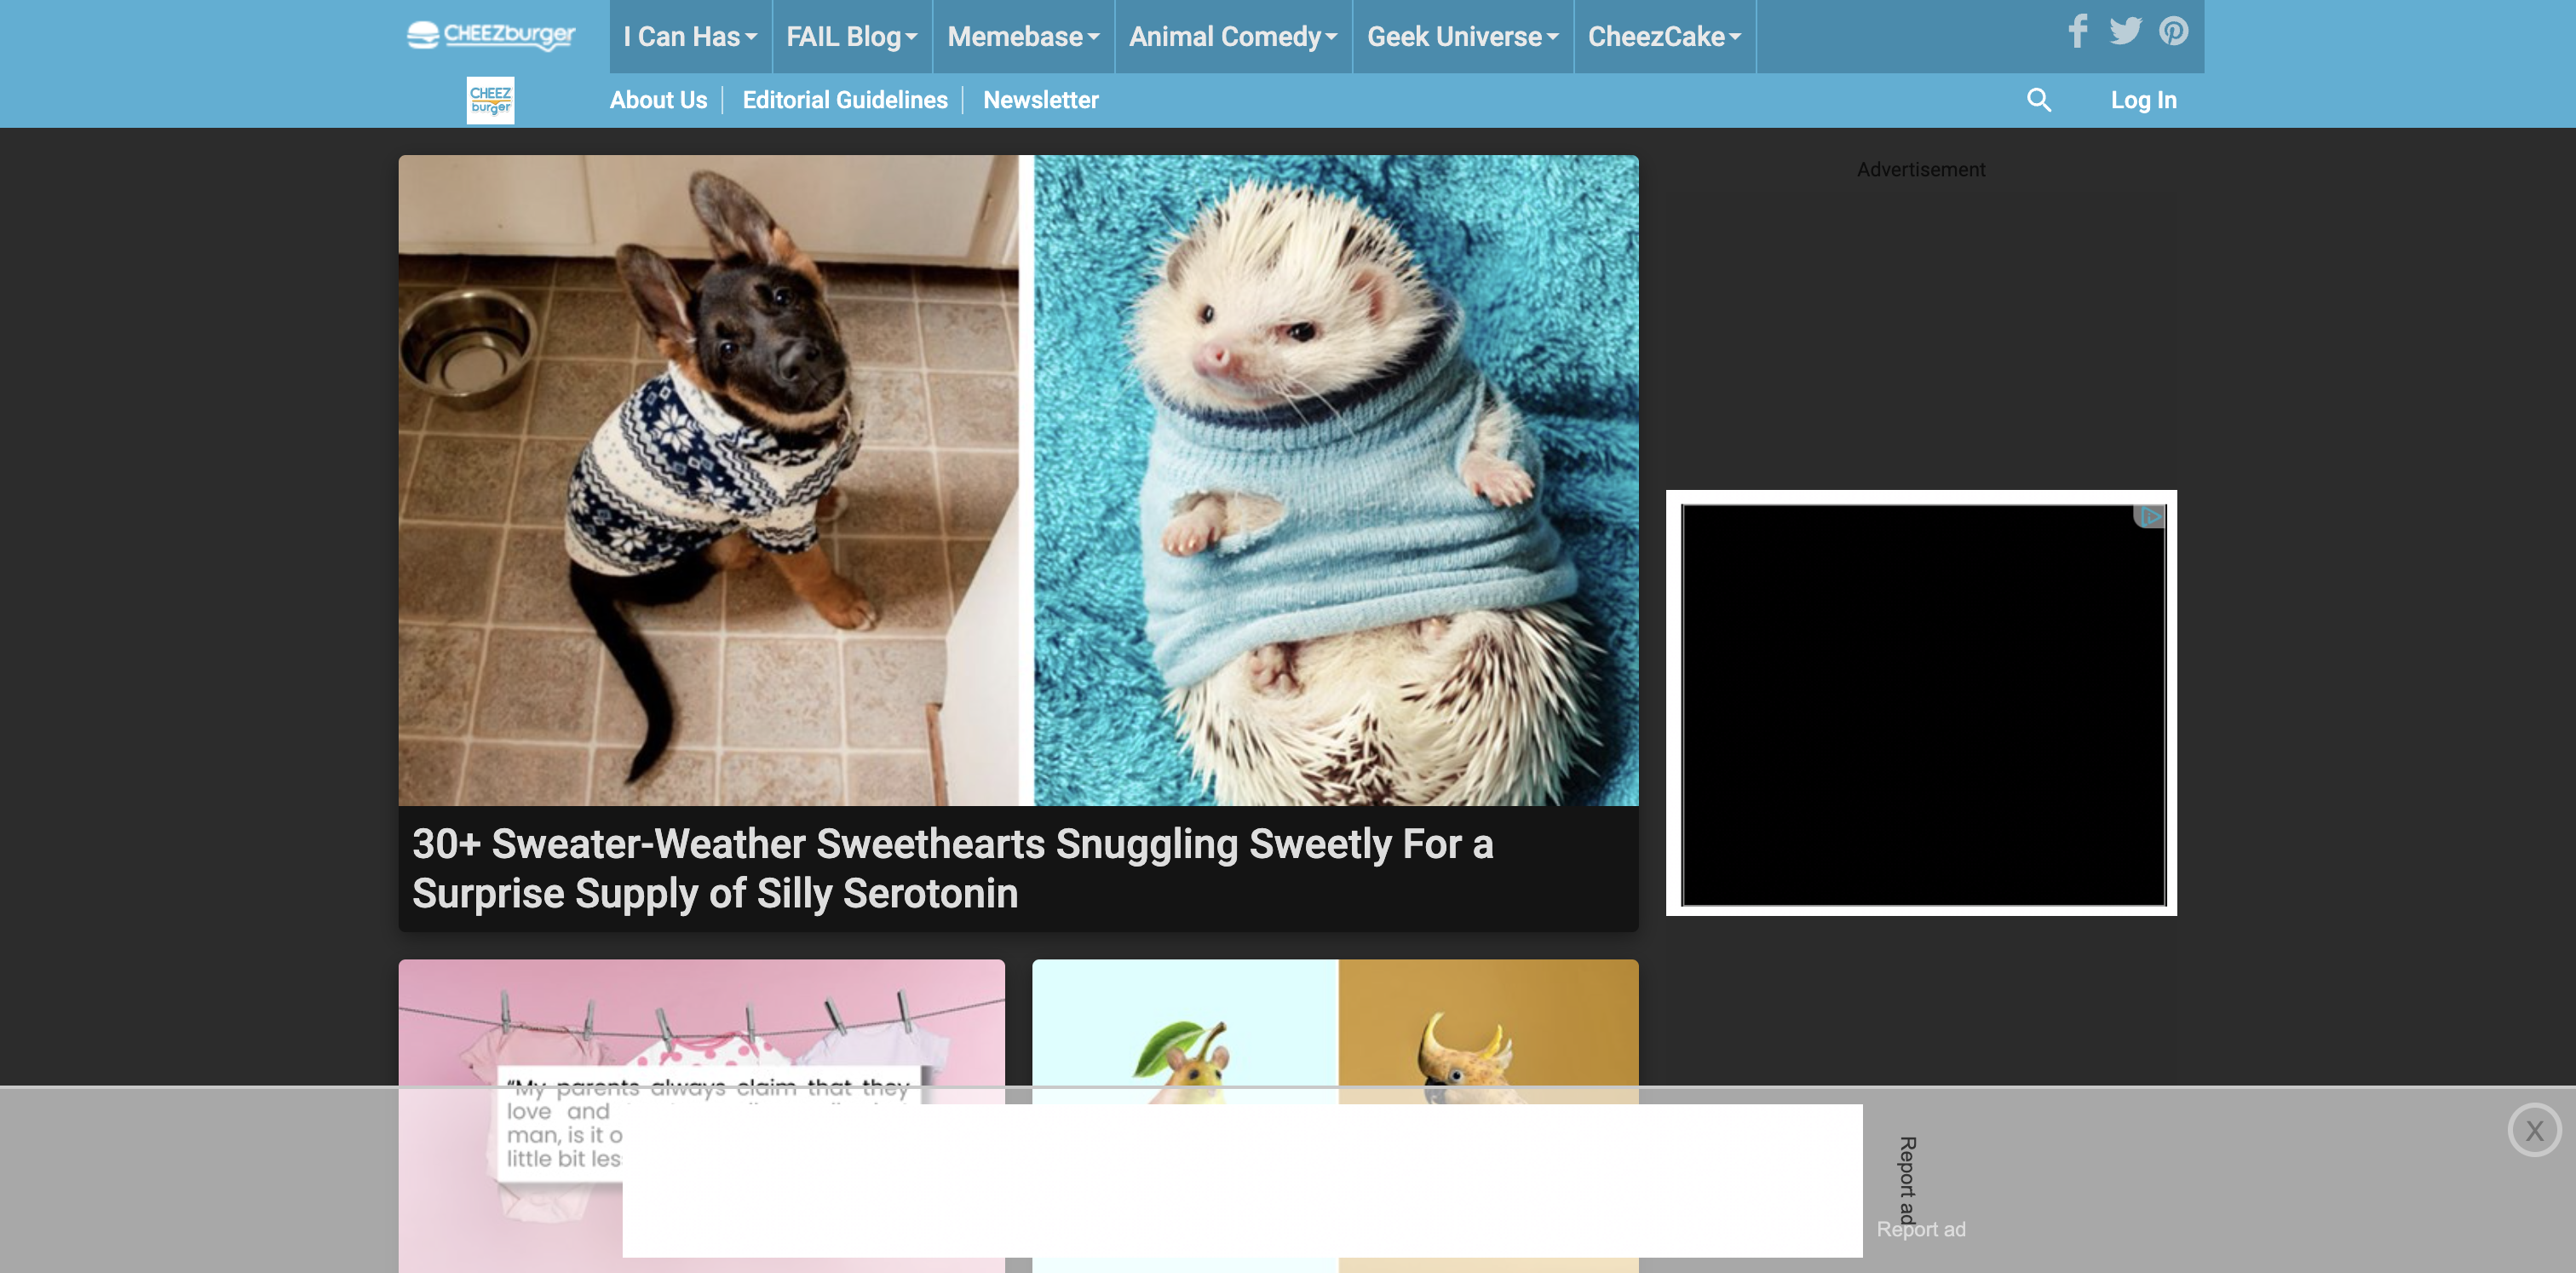 CHEEZburger
I Can Has
FAIL Blog
Memebase
Animal Comedy
Geek Universe
CheezCake
CHEEZ
burger
About Us
Editorial Guidelines
Newsletter
Log In
Advertisement
30+ Sweater-Weather Sweethearts Snuggling Sweetly For a
Surprise Supply of Silly Serotonin
“My parents always claim that they
love and
man, is it o
little bit les
Report ad
Report ad
X